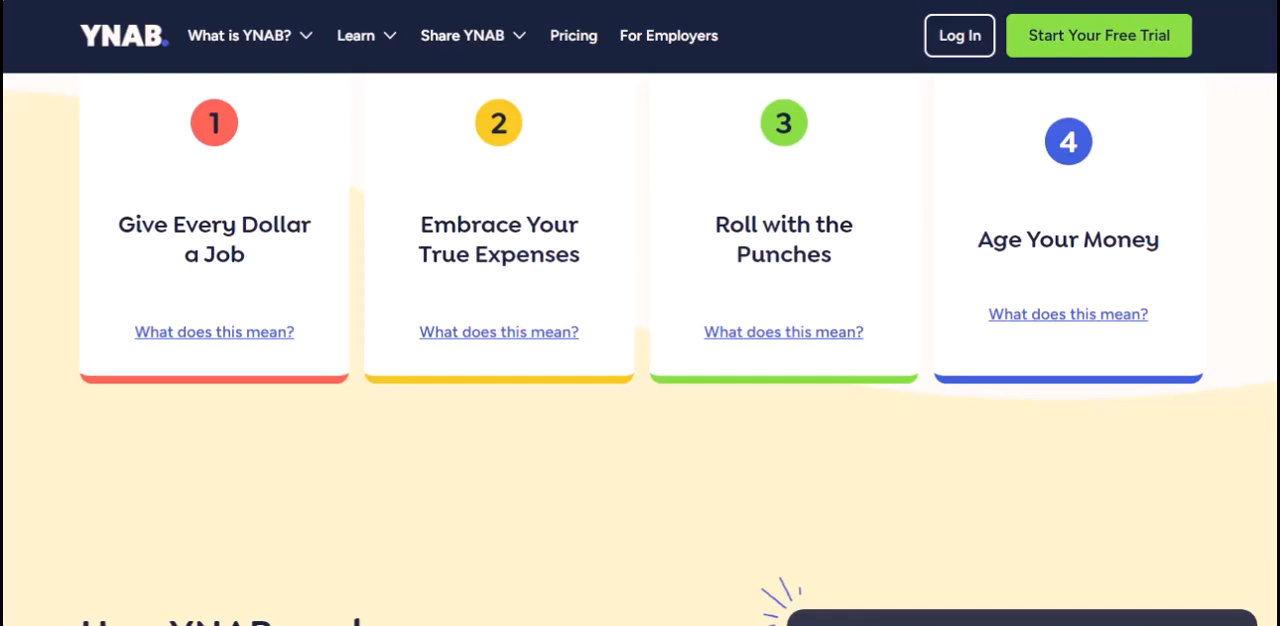 YNAB.
What is YNAB?
Learn
Share YNAB
Pricing
For Employers
Log In
Start Your Free Trial
1
2
3
4
Give Every Dollar
a Job
Embrace Your
True Expenses
Roll with the
Punches
Age Your Money
What does this mean?
What does this mean?
What does this mean?
What does this mean?
YNAB